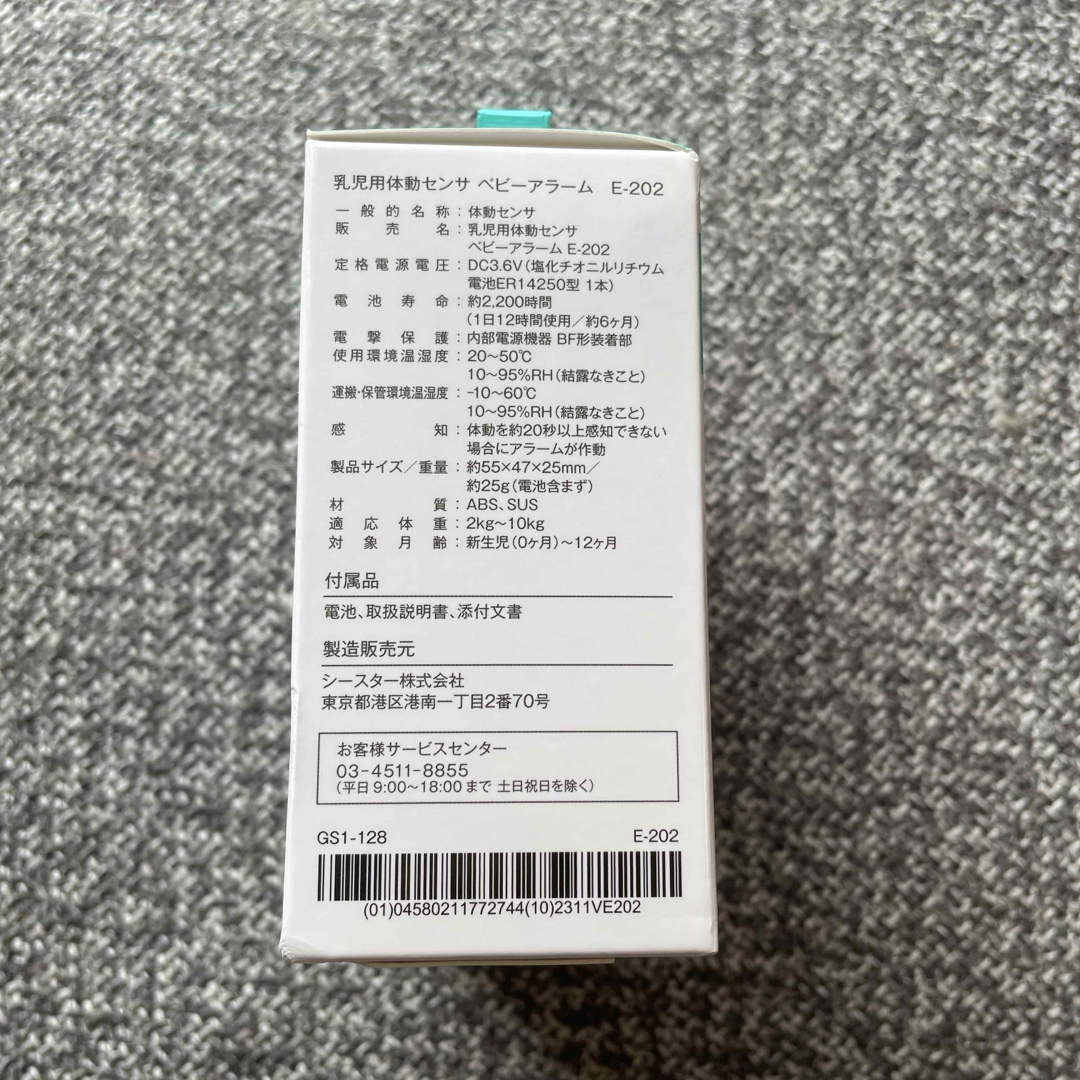 乳児用体動センサ ベビーアラーム E-202
一般的名称：体動センサ
販売名：乳児用体動センサ
ベビーアラーム E-202
定格電源電圧：DC3.6V（塩化チオニルリチウム
電池ER14250型 1本）
電池寿命：約2,200時間
（1日12時間使用／約6ヶ月）
電撃保護：内部電源機器 BF形装着部
使用環境温湿度：20～50℃
10～95%RH（結露なきこと）
運搬・保管環境温湿度：-10～60℃
10～95%RH（結露なきこと）
感知：体動を約20秒以上感知できない
場合にアラームが作動
製品サイズ／重量：約55×47×25mm／
約25g（電池含まず）
材質：ABS、SUS
適応体重：2kg～10kg
対象月齢：新生児（0ヶ月）～12ヶ月
付属品
電池、取扱説明書、添付文書
製造販売元
シースター株式会社
東京都港区港南一丁目2番70号
お客様サービスセンター
03-4511-8855
（平日 9:00～18:00 まで 土日祝日を除く）
GS1-128 E-202
(01)04580211772744(10)2311VE202